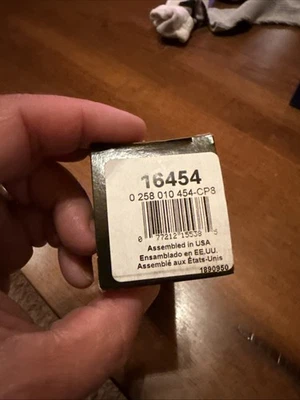 16454
0 258 010 454-CPS
0 77212 15538 5
Assembled in USA
Ensamblado en EE.UU.
Assemblé aux États-Unis
1890950